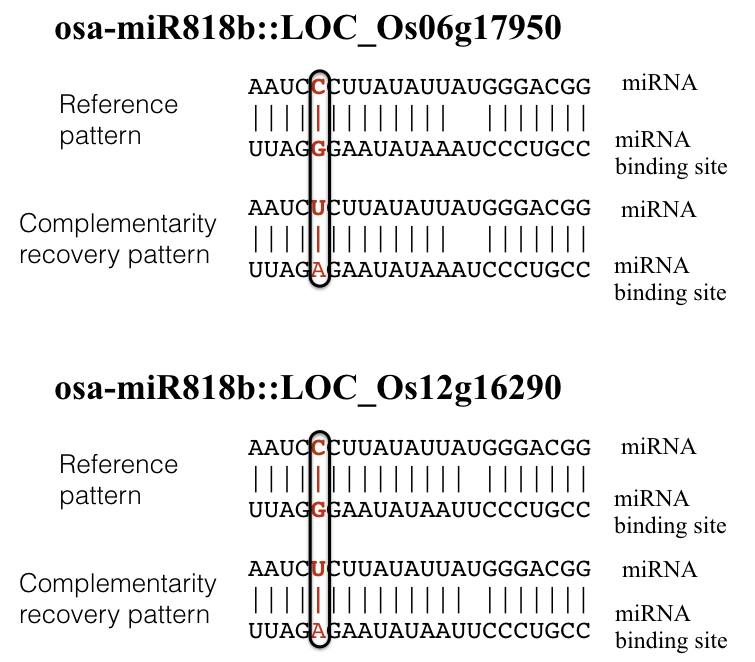 osa-miR818b::LOC_Os06g17950
Reference
pattern
AAUCCCUUAUAUUAUGGGACGG miRNA
UUAGGGAAUAUAAAUCCCUGCC miRNA
binding site
Complementarity
recovery pattern
AAUCUCUUAUAUUAUGGGACGG miRNA
UUAGAGAAUAUAAAUCCCUGCC miRNA
binding site
osa-miR818b::LOC_Os12g16290
Reference
pattern
AAUCCCUUAUAUUAUGGGACGG miRNA
UUAGGGAAUAUAAUUCCCUGCC miRNA
binding site
Complementarity
recovery pattern
AAUCUCUUAUAUUAUGGGACGG miRNA
UUAGAGAAUAUAAUUCCCUGCC miRNA
binding site